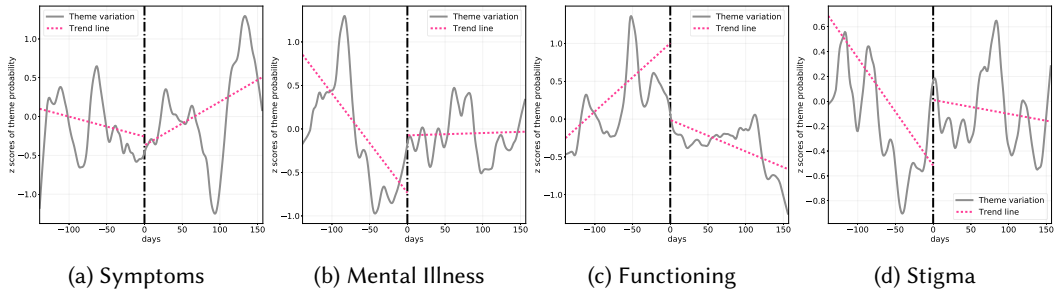 Theme variation
Trend line
z scores of theme probability
1.0
0.5
0.0
−0.5
−1.0
−100 −50 0 50 100 150
days
(a) Symptoms
Theme variation
Trend line
z scores of theme probability
1.0
0.5
0.0
−0.5
−1.0
−100 −50 0 50 100 150
days
(b) Mental Illness
Theme variation
Trend line
z scores of theme probability
1.0
0.5
0.0
−0.5
−1.0
−100 −50 0 50 100 150
days
(c) Functioning
z scores of theme probability
0.6
0.4
0.2
0.0
−0.2
−0.4
−0.6
−0.8
Theme variation
Trend line
−100 −50 0 50 100 150
days
(d) Stigma